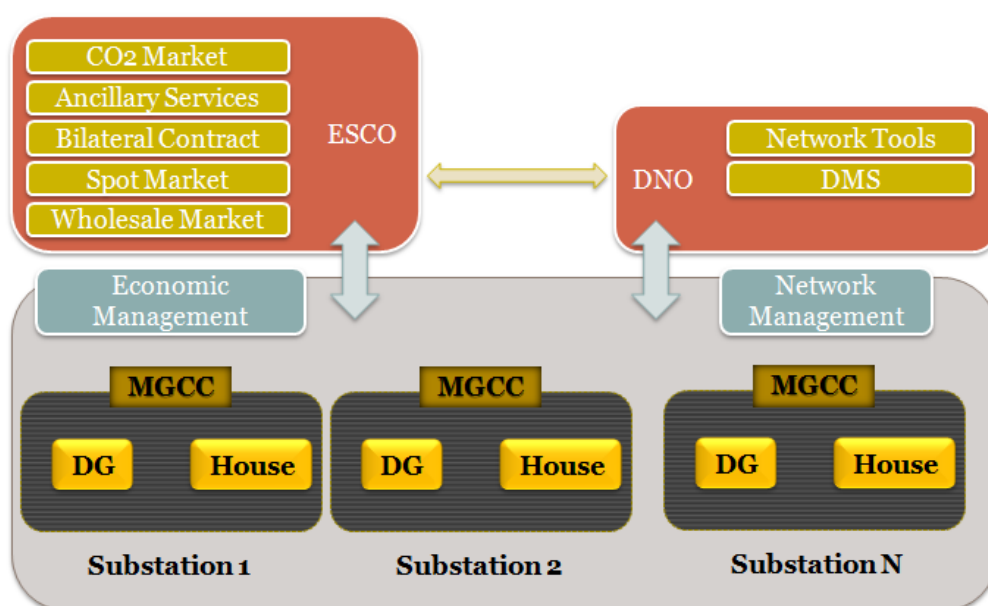 CO2 Market
Ancillary Services
Bilateral Contract
Spot Market
Wholesale Market
ESCO
DNO
Network Tools
DMS
Economic
Management
Network
Management
MGCC
DG
House
Substation 1
MGCC
DG
House
Substation 2
MGCC
DG
House
Substation N